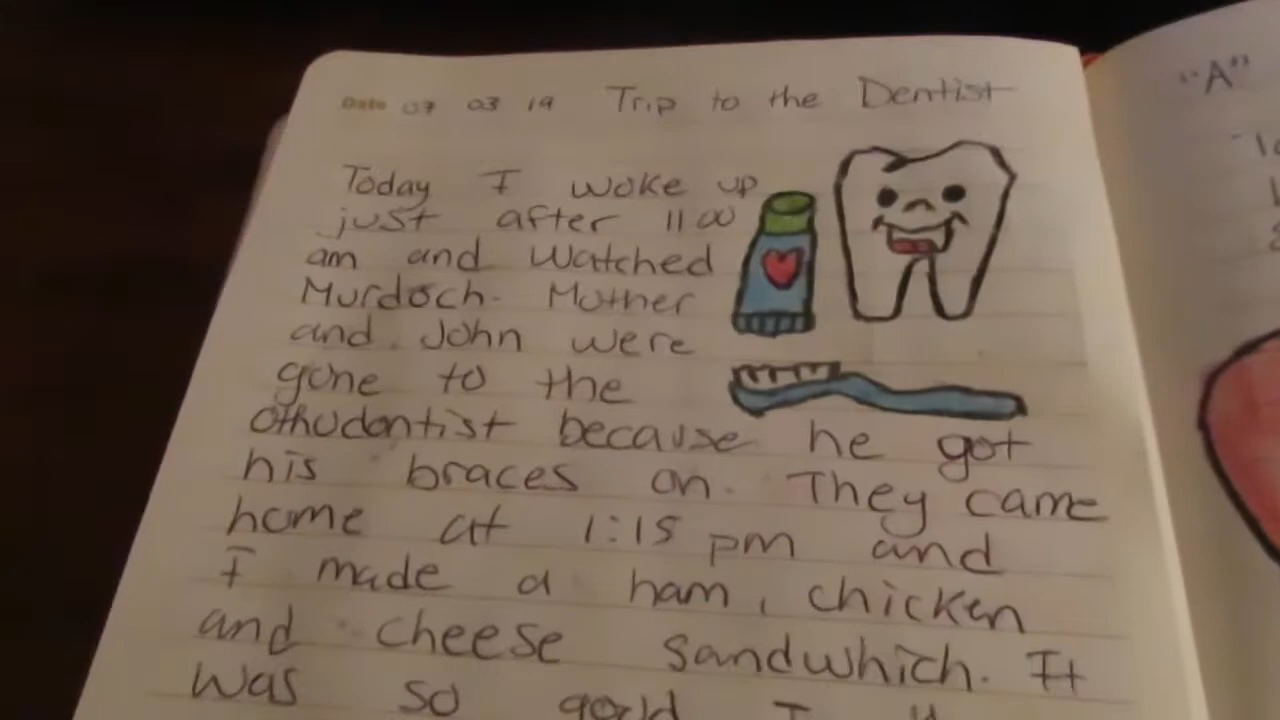 Date 07 03 19 Trip to the Dentist
Today I woke up
just after 11 00
am and watched
Murdoch. Mother
and John were
gone to the
othodontist because he got
his braces on. They came
home at 1:15 pm and
I made a ham, chicken
and cheese sandwhich. It
was so good I
"A"